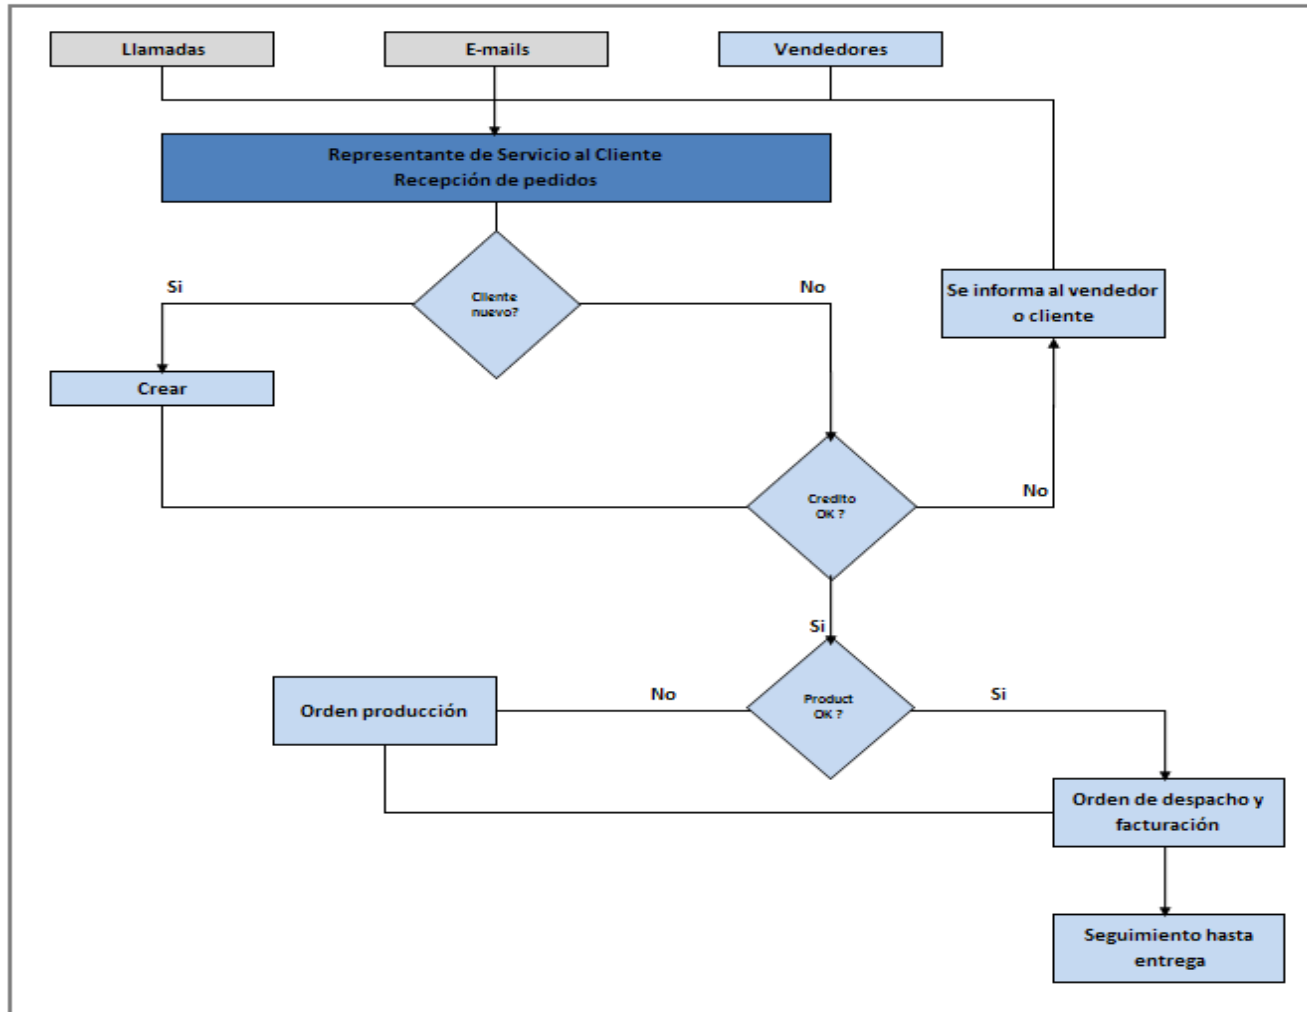 Llamadas
E-mails
Vendedores
Representante de Servicio al Cliente
Recepción de pedidos
Si
Cliente
nuevo?
No
Se informa al vendedor
o cliente
Crear
Credito
OK ?
No
Si
Orden producción
No
Product
OK ?
Si
Orden de despacho y
facturación
Seguimiento hasta
entrega